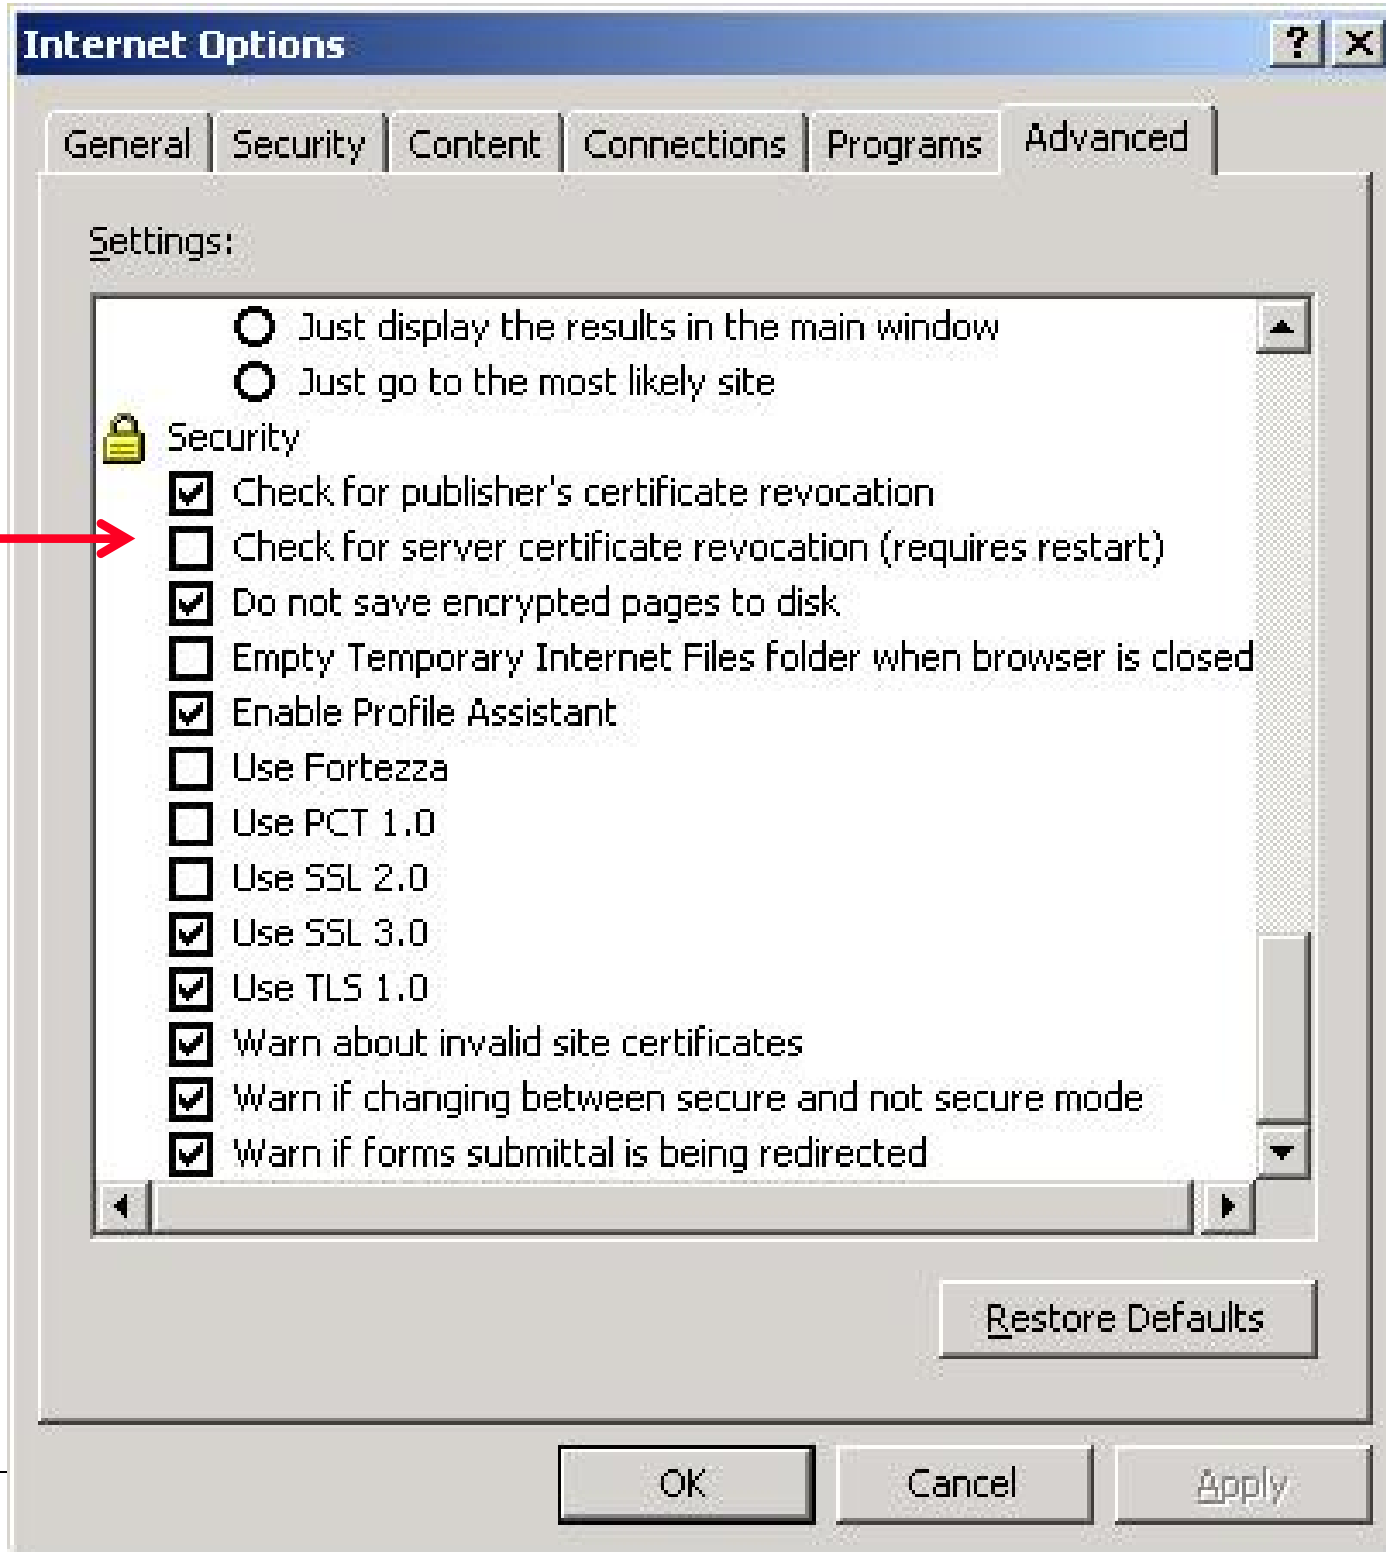 Internet Options
General Security Content Connections Programs Advanced
Settings:
Just display the results in the main window
Just go to the most likely site
Security
Check for publisher's certificate revocation
Check for server certificate revocation (requires restart)
Do not save encrypted pages to disk
Empty Temporary Internet Files folder when browser is closed
Enable Profile Assistant
Use Fortezza
Use PCT 1.0
Use SSL 2.0
Use SSL 3.0
Use TLS 1.0
Warn about invalid site certificates
Warn if changing between secure and not secure mode
Warn if forms submittal is being redirected
Restore Defaults
OK Cancel Apply